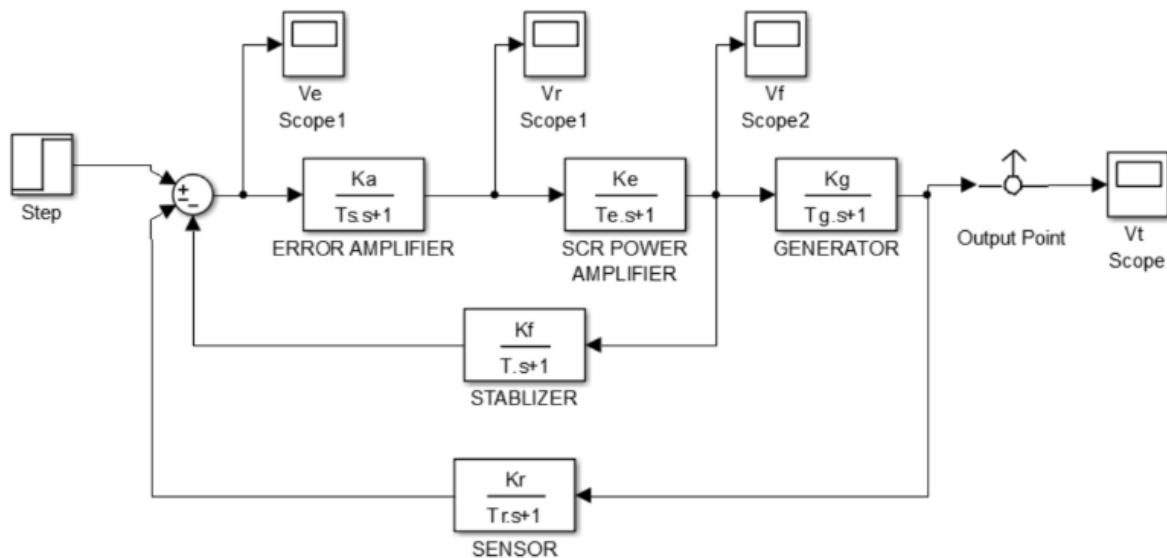 Ve
Scope1
Vr
Scope1
Vf
Scope2
Step
+
−
−
Ka
Ts.s+1
ERROR AMPLIFIER
Ke
Te.s+1
SCR POWER
AMPLIFIER
Kg
Tg.s+1
GENERATOR
Output Point
Vt
Scope
Kf
T.s+1
STABLIZER
Kr
Tr.s+1
SENSOR